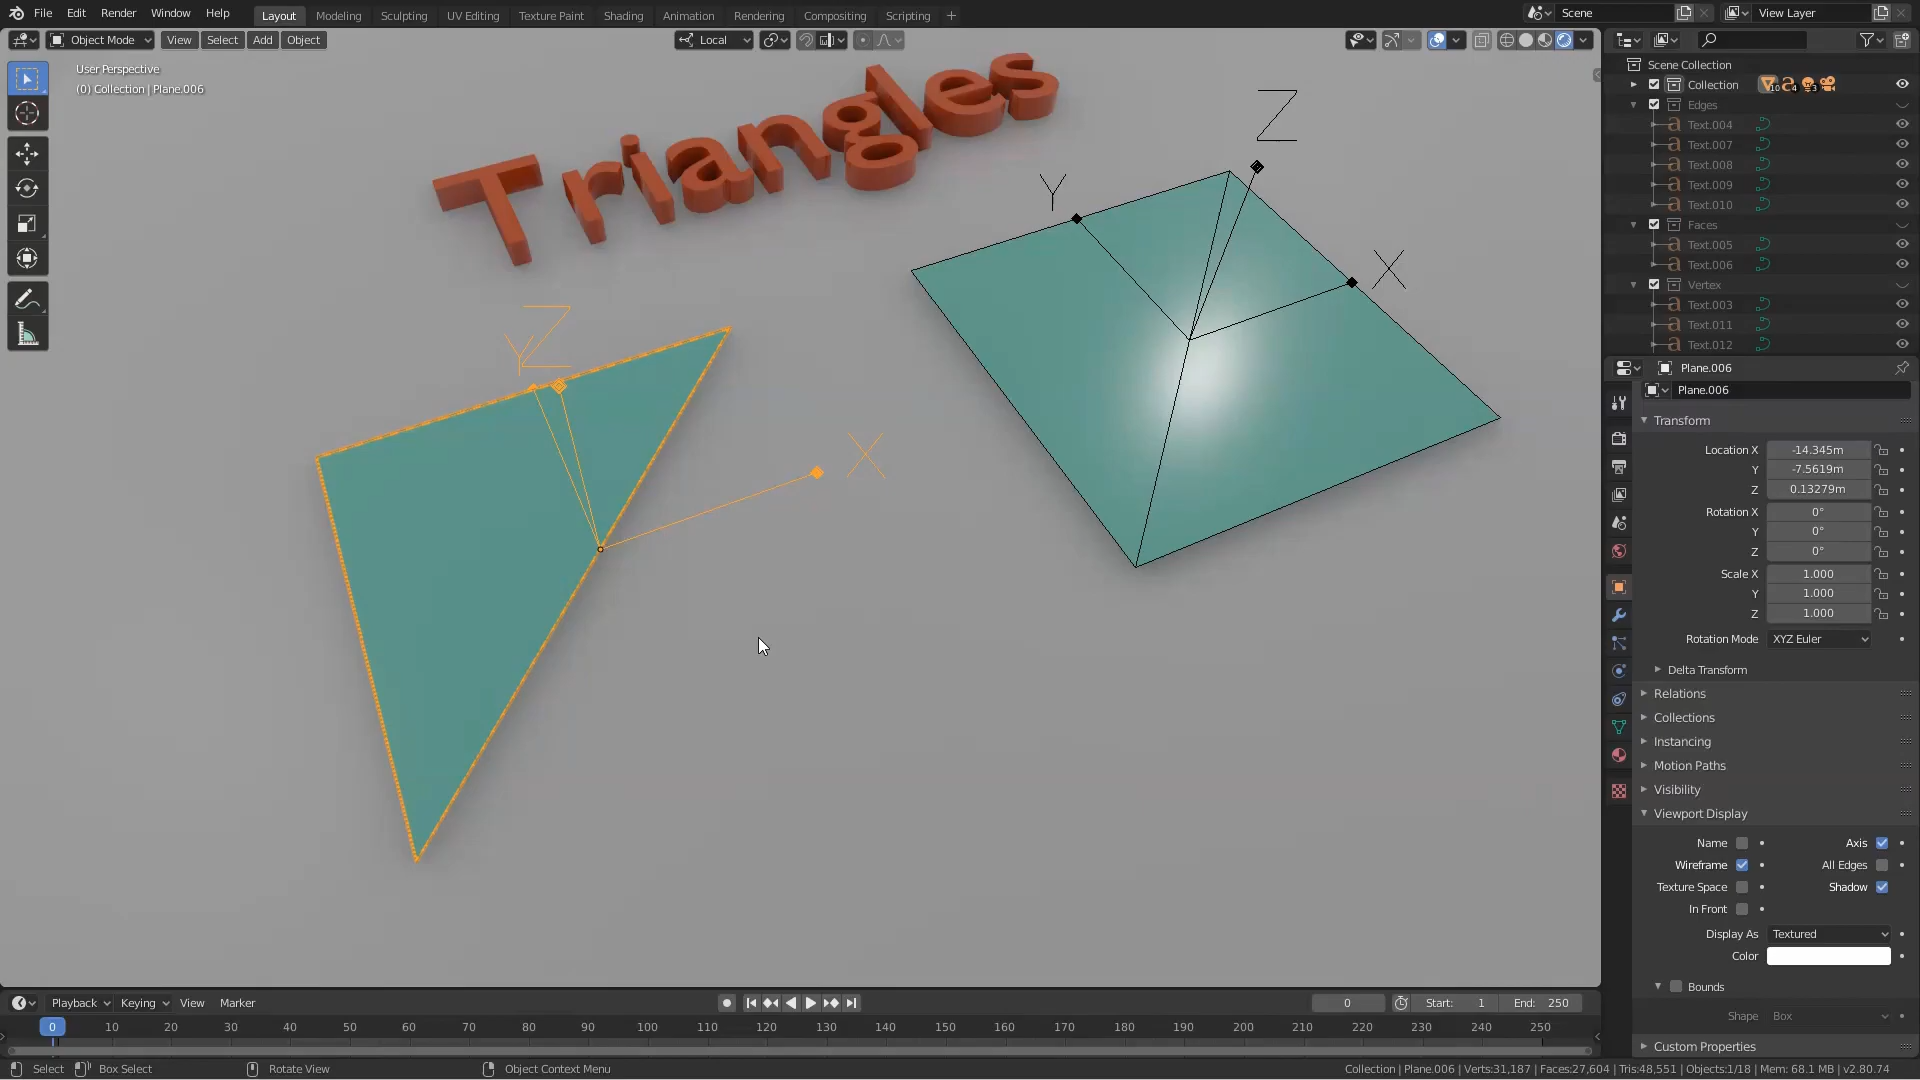 File Edit Render Window Help
Layout Modeling Sculpting UV Editing Texture Paint Shading Animation Rendering Compositing Scripting +
Scene
View Layer
Object Mode View Select Add Object
Local
User Perspective
(0) Collection | Plane.006
Triangles
Z
Y
X
Z
Y
X
Scene Collection
Collection 10 4 3
Edges
Text.004
Text.007
Text.008
Text.009
Text.010
Faces
Text.005
Text.006
Vertex
Text.003
Text.011
Text.012
Plane.006
Plane.006
Transform
Location X -14.345m
Y -7.5619m
Z 0.13279m
Rotation X 0°
Y 0°
Z 0°
Scale X 1.000
Y 1.000
Z 1.000
Rotation Mode XYZ Euler
Delta Transform
Relations
Collections
Instancing
Motion Paths
Visibility
Viewport Display
Name Axis
Wireframe All Edges
Texture Space Shadow
In Front
Display As Textured
Color
Bounds
Shape Box
Custom Properties
Playback Keying View Marker
0 Start: 1 End: 250
0 10 20 30 40 50 60 70 80 90 100 110 120 130 140 150 160 170 180 190 200 210 220 230 240 250
Select Box Select Rotate View Object Context Menu
Collection | Plane.006 | Verts:31,187 | Faces:27,604 | Tris:48,551 | Objects:1/18 | Mem: 68.1 MB | v2.80.74